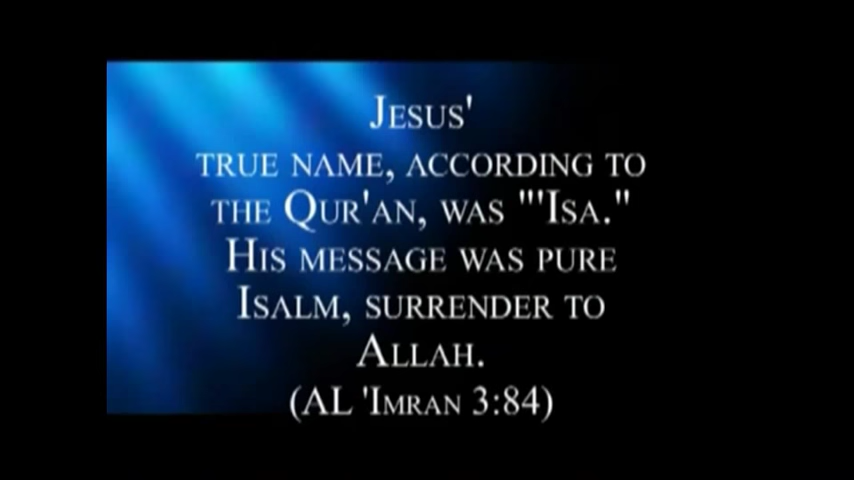 Jesus'
true name, according to
the Qur'an, was "'Isa."
His message was pure
Isalm, surrender to
Allah.
(AL 'Imran 3:84)